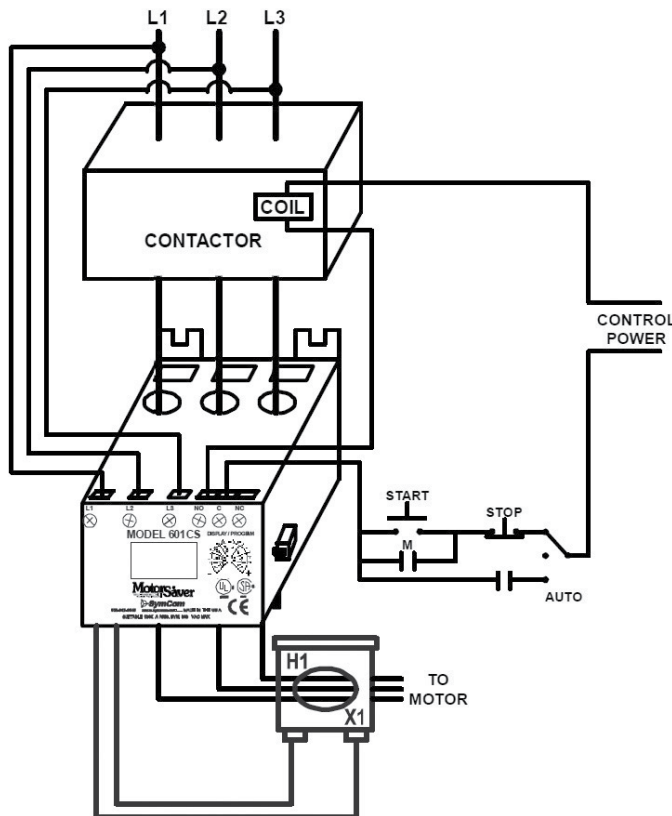 L1 L2 L3
COIL
CONTACTOR
CONTROL
POWER
L1 L2 L3 NO C NC
START
STOP
M
MODEL 601CS
DISPLAY / PROGRAM
AUTO
MotorSaver
SymCom
UL
CE
H1
X1
TO
MOTOR